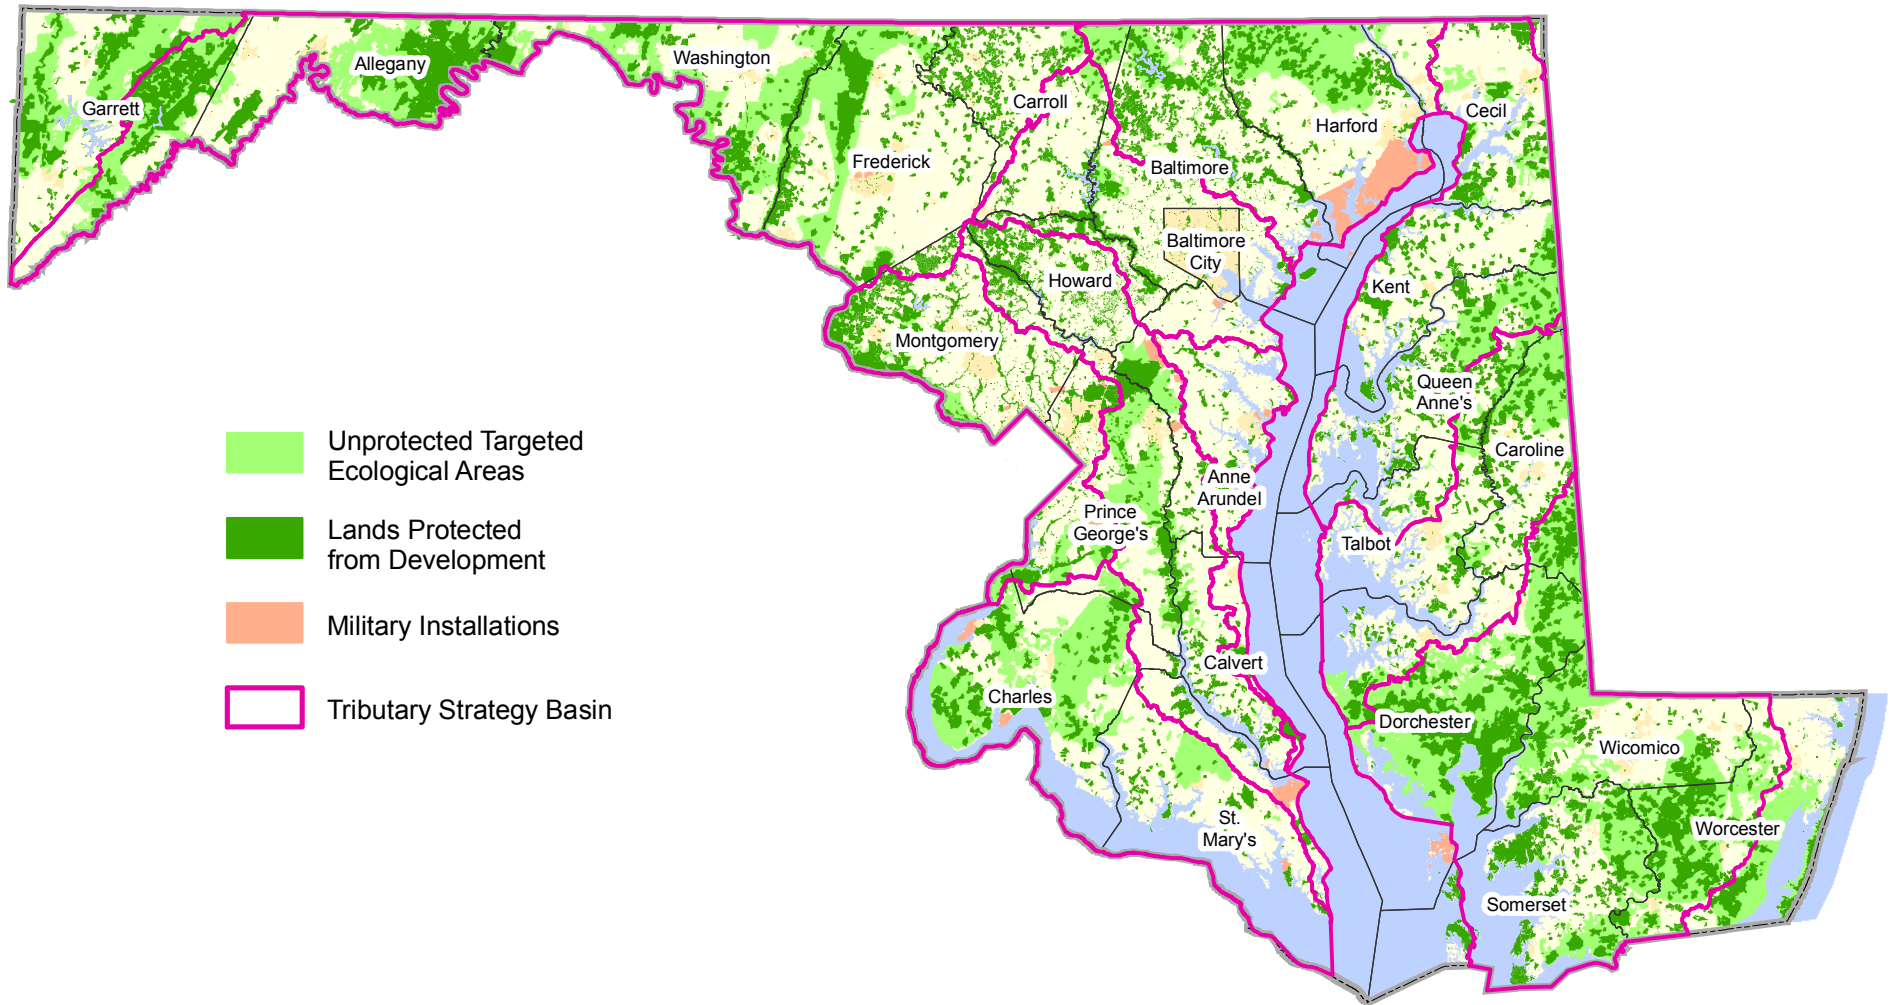 Garrett
Allegany
Washington
Frederick
Carroll
Baltimore
Harford
Cecil
Baltimore
City
Howard
Kent
Montgomery
Queen
Anne's
Caroline
Anne
Arundel
Prince
George's
Talbot
Calvert
Charles
Dorchester
Wicomico
St.
Mary's
Worcester
Somerset
Unprotected Targeted
Ecological Areas
Lands Protected
from Development
Military Installations
Tributary Strategy Basin